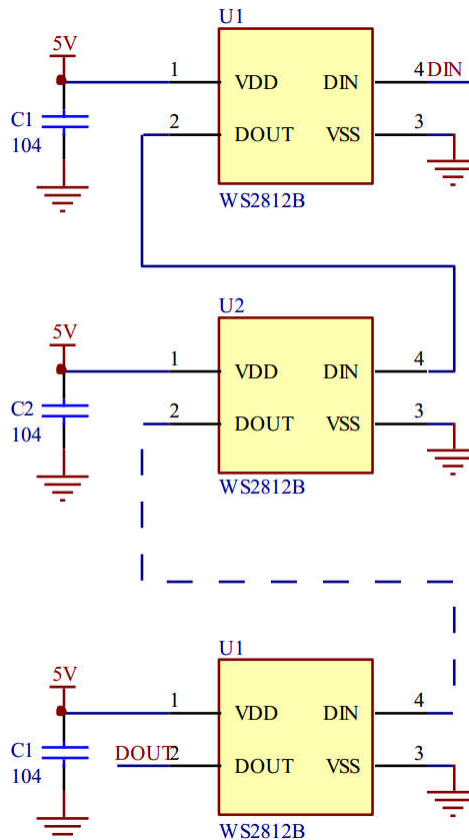 U1
5V
1 VDD DIN 4 DIN
C1
104
2 DOUT VSS 3
WS2812B
U2
5V
1 VDD DIN 4
C2
104
2 DOUT VSS 3
WS2812B
U1
5V
1 VDD DIN 4
C1
104
DOUT 2 DOUT VSS 3
WS2812B